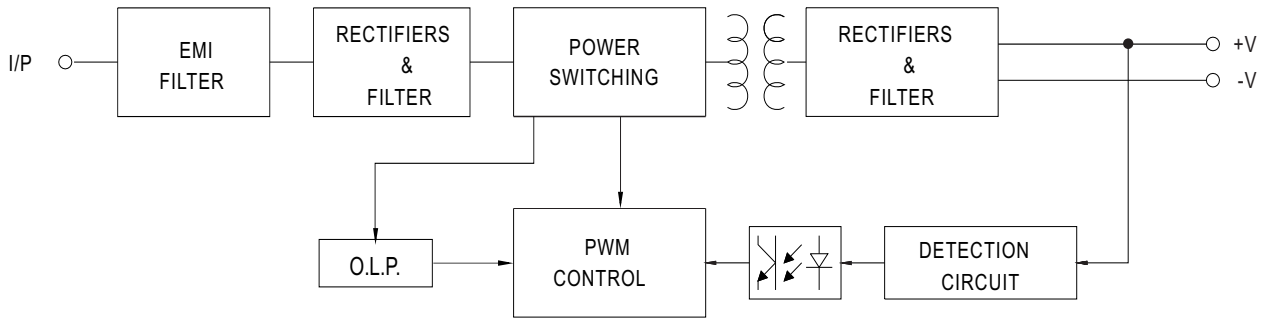 I/P
EMI
FILTER
RECTIFIERS
&
FILTER
POWER
SWITCHING
RECTIFIERS
&
FILTER
+V
-V
O.L.P.
PWM
CONTROL
DETECTION
CIRCUIT